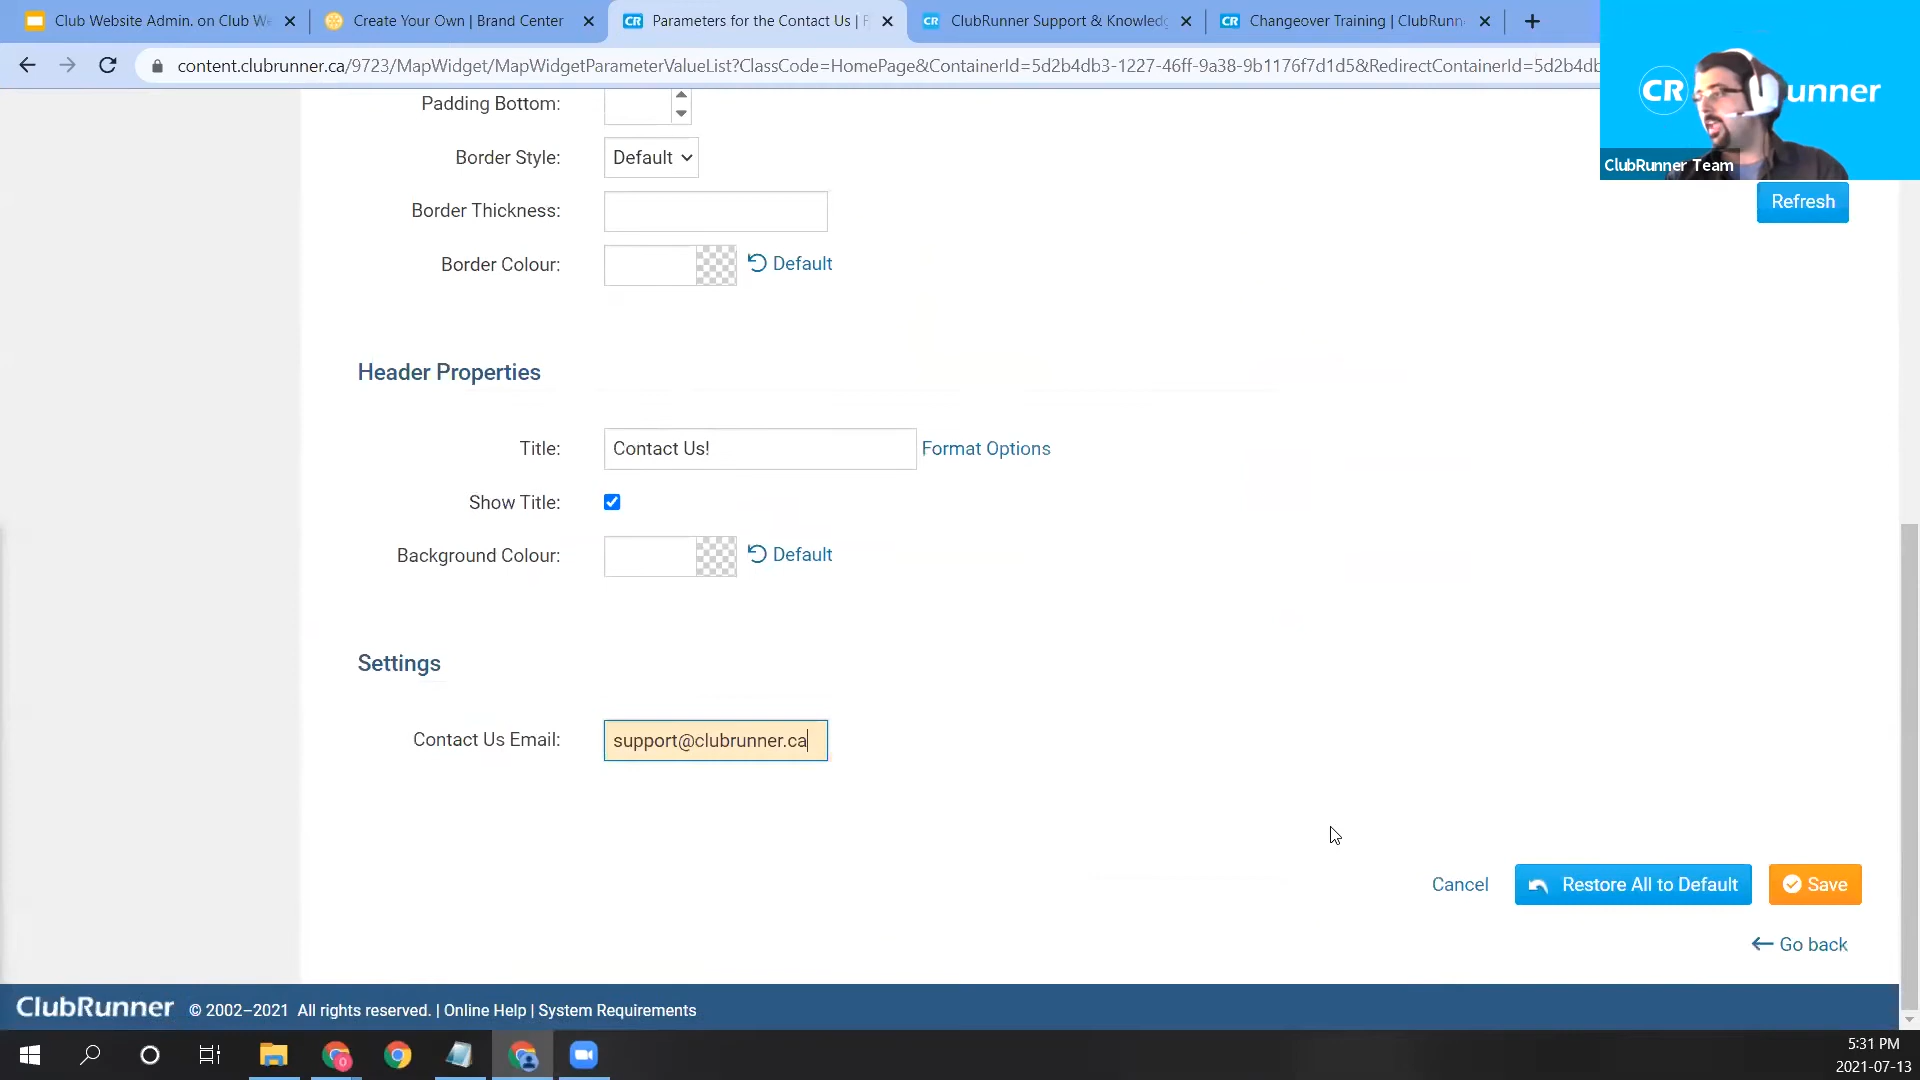 Club Website Admin. on Club We
Create Your Own | Brand Center
CR Parameters for the Contact Us |
CR ClubRunner Support & Knowledg
CR Changeover Training | ClubRunn
content.clubrunner.ca/9723/MapWidget/MapWidgetParameterValueList?ClassCode=HomePage&ContainerId=5d2b4db3-1227-46ff-9a38-9b1176f7d1d5&RedirectContainerId=5d2b4db
CR unner
ClubRunner Team
Padding Bottom:
Border Style: Default
Border Thickness:
Border Colour: Default
Refresh
Header Properties
Title: Contact Us! Format Options
Show Title:
Background Colour: Default
Settings
Contact Us Email: support@clubrunner.ca
Cancel Restore All to Default Save
Go back
ClubRunner © 2002–2021 All rights reserved. | Online Help | System Requirements
5:31 PM
2021-07-13